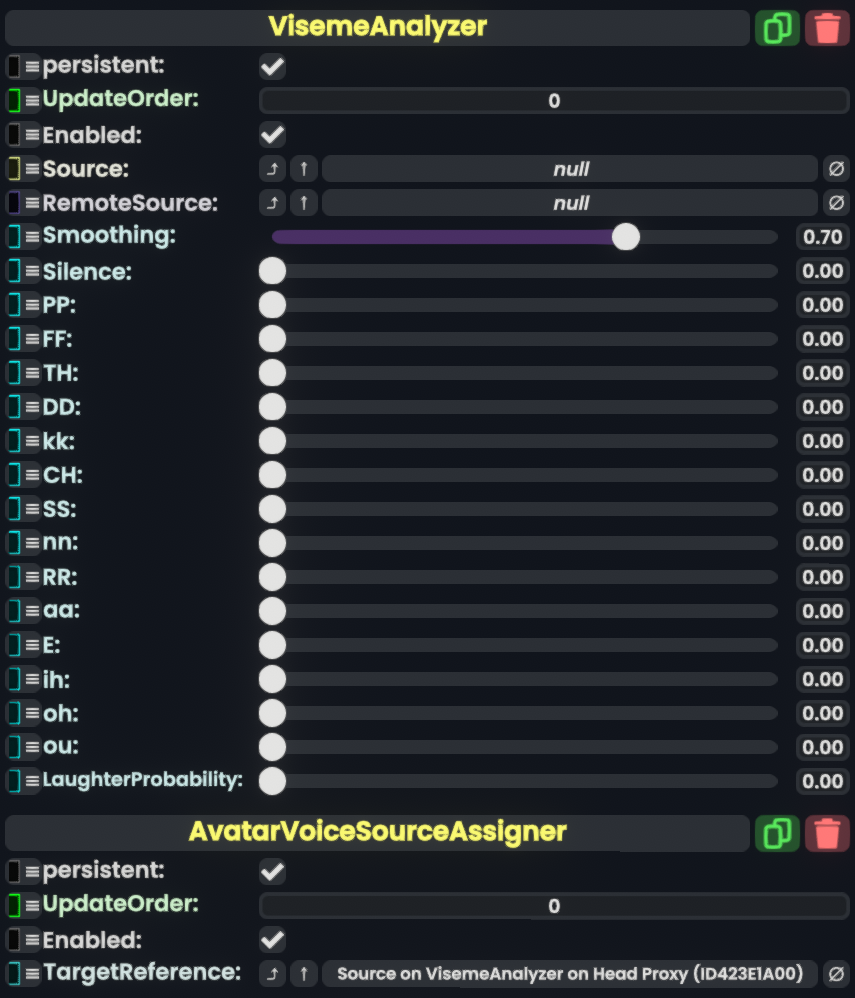 VisemeAnalyzer
persistent:
UpdateOrder: 0
Enabled:
Source: null
RemoteSource: null
Smoothing: 0.70
Silence: 0.00
PP: 0.00
FF: 0.00
TH: 0.00
DD: 0.00
kk: 0.00
CH: 0.00
SS: 0.00
nn: 0.00
RR: 0.00
aa: 0.00
E: 0.00
ih: 0.00
oh: 0.00
ou: 0.00
LaughterProbability: 0.00
AvatarVoiceSourceAssigner
persistent:
UpdateOrder: 0
Enabled:
TargetReference: Source on VisemeAnalyzer on Head Proxy (ID423E1A00)